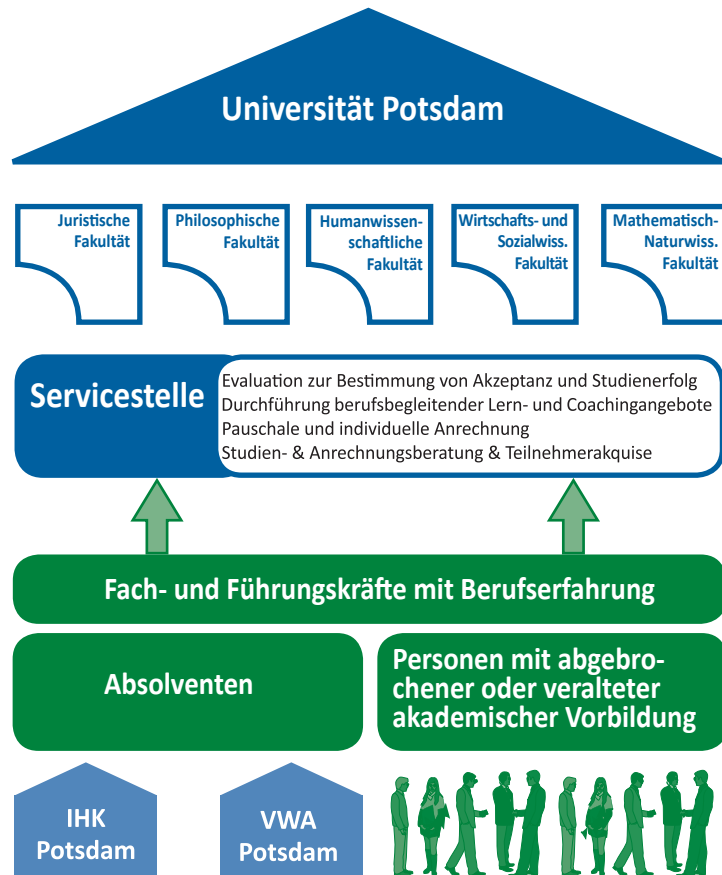 Universität Potsdam
Juristische
Fakultät
Philosophische
Fakultät
Humanwissen-
schaftliche
Fakultät
Wirtschafts- und
Sozialwiss.
Fakultät
Mathematisch-
Naturwiss.
Fakultät
Servicestelle
Evaluation zur Bestimmung von Akzeptanz und Studienerfolg
Durchführung berufsbegleitender Lern- und Coachingangebote
Pauschale und individuelle Anrechnung
Studien- & Anrechnungsberatung & Teilnehmerakquise
Fach- und Führungskräfte mit Berufserfahrung
Absolventen
Personen mit abgebro-
chener oder veralteter
akademischer Vorbildung
IHK
Potsdam
VWA
Potsdam